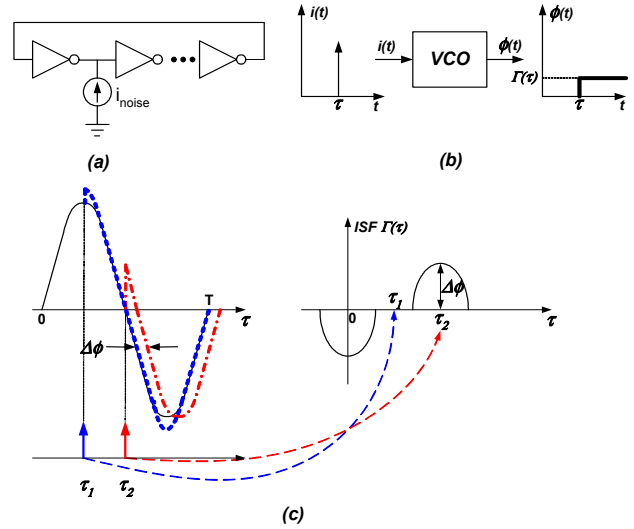 i_noise
(a)
i(t)
τ
t
i(t)
VCO
ϕ(t)
ϕ(t)
Γ(τ)
τ
t
(b)
0
T
τ
Δϕ
τ1
τ2
ISF Γ(τ)
τ1
0
Δϕ
τ2
τ
(c)